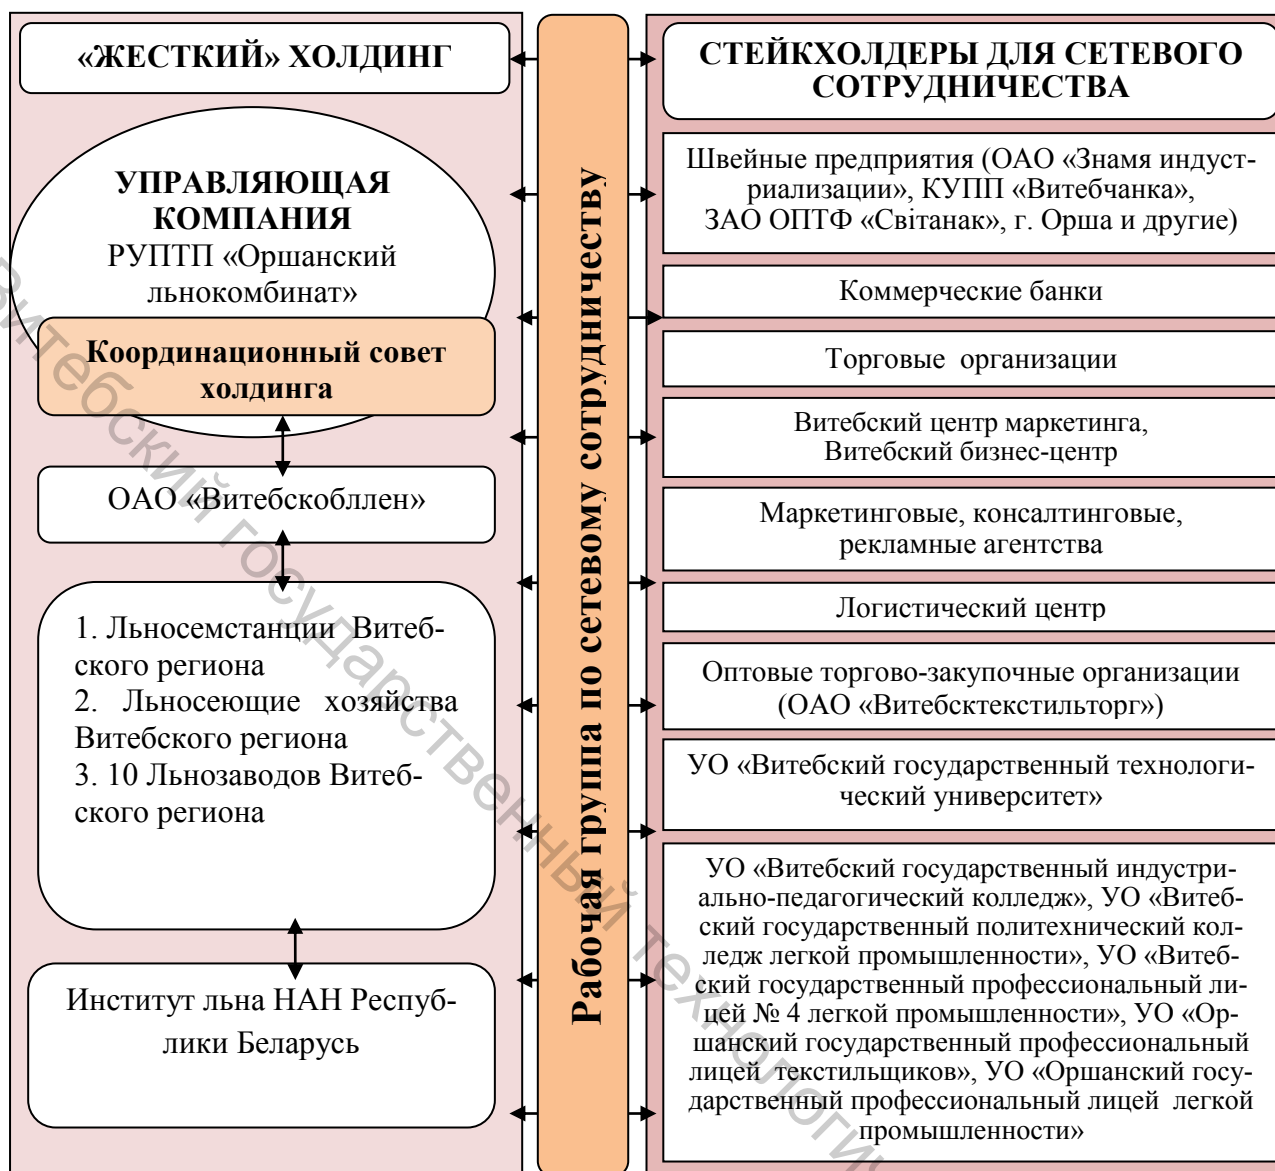 «ЖЕСТКИЙ» ХОЛДИНГ
УПРАВЛЯЮЩАЯ
КОМПАНИЯ
РУПТП «Оршанский
льнокомбинат»
Координационный совет
холдинга
ОАО «Витебскобллен»
1. Льносемстанции Витеб-
ского региона
2. Льносеющие хозяйства
Витебского региона
3. 10 Льнозаводов Витеб-
ского региона
Институт льна НАН Респуб-
лики Беларусь
Рабочая группа по сетевому сотрудничеству
СТЕЙКХОЛДЕРЫ ДЛЯ СЕТЕВОГО
СОТРУДНИЧЕСТВА
Швейные предприятия (ОАО «Знамя индуст-
риализации», КУПП «Витебчанка»,
ЗАО ОПТФ «Світанак», г. Орша и другие)
Коммерческие банки
Торговые организации
Витебский центр маркетинга,
Витебский бизнес-центр
Маркетинговые, консалтинговые,
рекламные агентства
Логистический центр
Оптовые торгово-закупочные организации
(ОАО «Витебсктекстильторг»)
УО «Витебский государственный технологи-
ческий университет»
УО «Витебский государственный индустри-
ально-педагогический колледж», УО «Витеб-
ский государственный политехнический кол-
ледж легкой промышленности», УО «Витеб-
ский государственный профессиональный ли-
цей № 4 легкой промышленности», УО «Ор-
шанский государственный профессиональный
лицей текстильщиков», УО «Оршанский госу-
дарственный профессиональный лицей легкой
промышленности»
Витебский государственный технологич